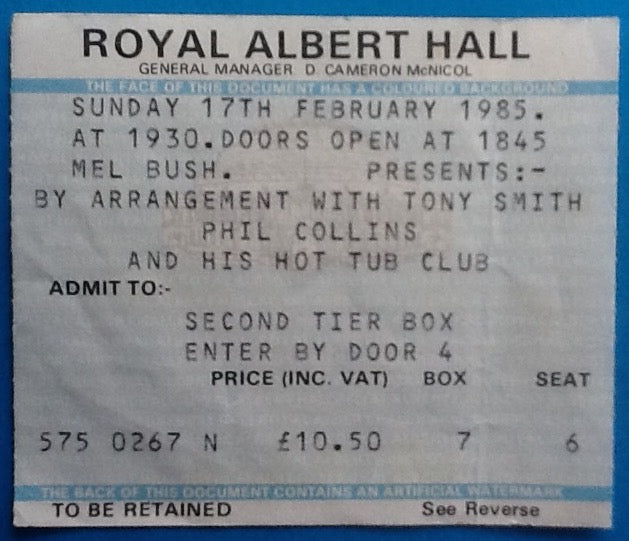 ROYAL ALBERT HALL
GENERAL MANAGER D. CAMERON McNICOL
THE FACE OF THIS DOCUMENT HAS A COLOURED BACKGROUND
SUNDAY 17TH FEBRUARY 1985.
AT 1930.DOORS OPEN AT 1845
MEL BUSH. PRESENTS:-
BY ARRANGEMENT WITH TONY SMITH
PHIL COLLINS
AND HIS HOT TUB CLUB
ADMIT TO:-
SECOND TIER BOX
ENTER BY DOOR 4
PRICE (INC. VAT) BOX SEAT
575 0267 N £10.50 7 6
THE BACK OF THIS DOCUMENT CONTAINS AN ARTIFICIAL WATERMARK
TO BE RETAINED See Reverse